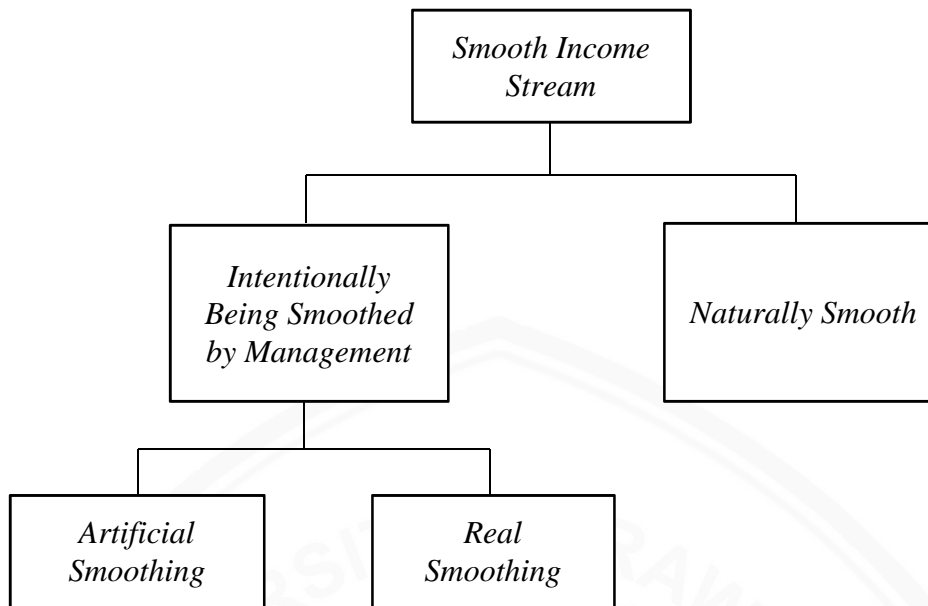 Smooth Income
Stream
Intentionally
Being Smoothed
by Management
Naturally Smooth
Artificial
Smoothing
Real
Smoothing